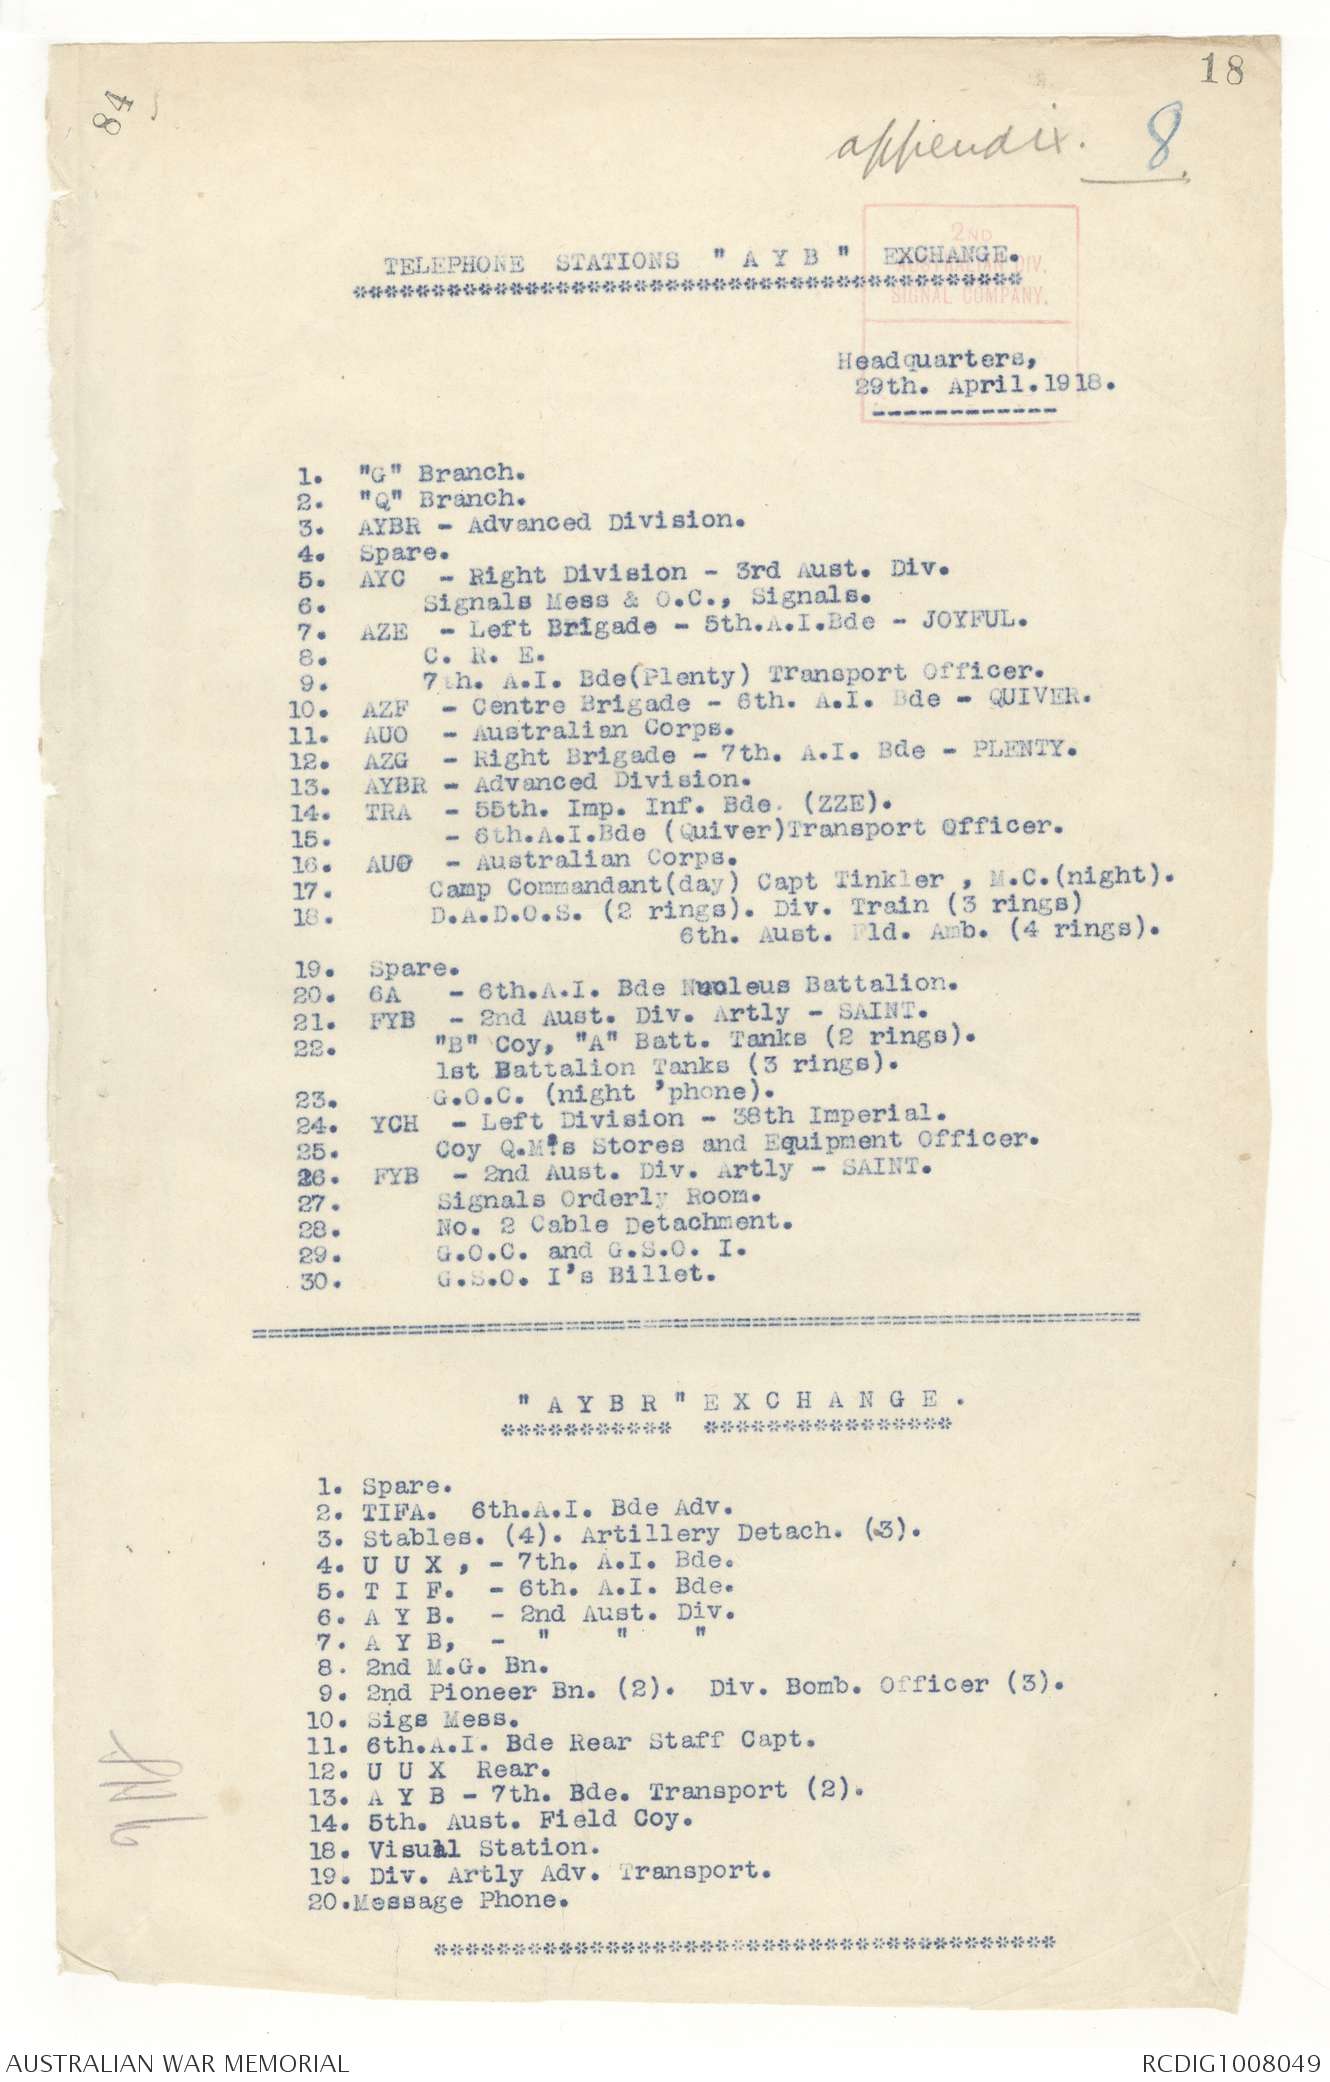 18
84
appendix. 8.
2ND
AUSTRALIAN DIV.
SIGNAL COMPANY.
TELEPHONE STATIONS "AYB" EXCHANGE.
*******************************************
Headquarters,
29th. April.1918.
------------
1. "G" Branch.
2. "Q" Branch.
3. AYBR - Advanced Division.
4. Spare.
5. AYC - Right Division - 3rd Aust. Div.
6. Signals Mess & O.C., Signals.
7. AZE - Left Brigade - 5th.A.I.Bde - JOYFUL.
8. C. R. E.
9. 7th. A.I. Bde(Plenty) Transport Officer.
10. AZF - Centre Brigade - 6th. A.I. Bde - QUIVER.
11. AUO - Australian Corps.
12. AZG - Right Brigade - 7th. A.I. Bde - PLENTY.
13. AYBR - Advanced Division.
14. TRA - 55th. Imp. Inf. Bde. (ZZE).
15. - 6th.A.I.Bde (Quiver)Transport Officer.
16. AUO - Australian Corps.
17. Camp Commandant(day) Capt Tinkler , M.C.(night).
18. D.A.D.O.S. (2 rings). Div. Train (3 rings)
6th. Aust. Fld. Amb. (4 rings).
19. Spare.
20. 6A - 6th.A.I. Bde Nucleus Battalion.
21. FYB - 2nd Aust. Div. Artly - SAINT.
22. "B" Coy, "A" Batt. Tanks (2 rings).
1st Battalion Tanks (3 rings).
23. G.O.C. (night 'phone).
24. YCH - Left Division - 38th Imperial.
25. Coy Q.M's Stores and Equipment Officer.
26. FYB - 2nd Aust. Div. Artly - SAINT.
27. Signals Orderly Room.
28. No. 2 Cable Detachment.
29. G.O.C. and G.S.O. I.
30. G.S.O. I's Billet.
=========================================================
"AYBR" EXCHANGE.
*********** ****************
1. Spare.
2. TIFA. 6th.A.I. Bde Adv.
3. Stables. (4). Artillery Detach. (3).
4. U U X , - 7th. A.I. Bde.
5. T I F. - 6th. A.I. Bde.
6. A Y B. - 2nd Aust. Div.
7. A Y B, - " " "
8. 2nd M.G. Bn.
9. 2nd Pioneer Bn. (2). Div. Bomb. Officer (3).
10. Sigs Mess.
11. 6th.A.I. Bde Rear Staff Capt.
12. U U X Rear.
13. A Y B - 7th. Bde. Transport (2).
14. 5th. Aust. Field Coy.
18. Visual Station.
19. Div. Artly Adv. Transport.
20.Message Phone.
****************************************
AUSTRALIAN WAR MEMORIAL
RCDIG1008049